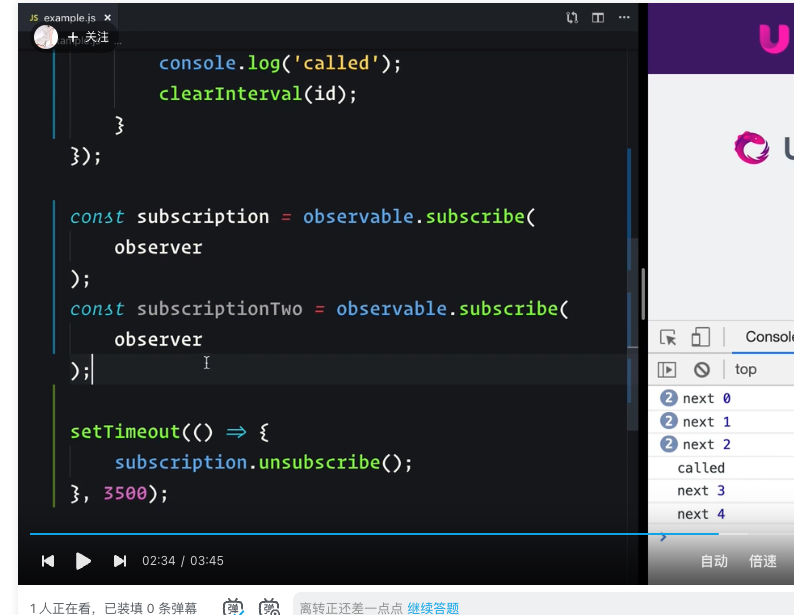 JS example.js ×
+ 关注
console.log('called');
clearInterval(id);
}
});
const subscription = observable.subscribe(
observer
);
const subscriptionTwo = observable.subscribe(
observer
);
setTimeout(() => {
subscription.unsubscribe();
}, 3500);
U
U
Console
top
2 next 0
2 next 1
2 next 2
called
next 3
next 4
02:34 / 03:45
自动 倍速
1人正在看, 已装填 0 条弹幕
弹 弹
离转正还差一点点 继续答题